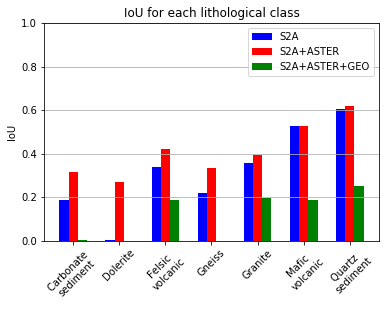 IoU for each lithological class
1.0
0.8
0.6
0.4
0.2
0.0
IoU
S2A
S2A+ASTER
S2A+ASTER+GEO
Carbonate
sediment
Dolerite
Felsic
volcanic
Gneiss
Granite
Mafic
volcanic
Quartz
sediment